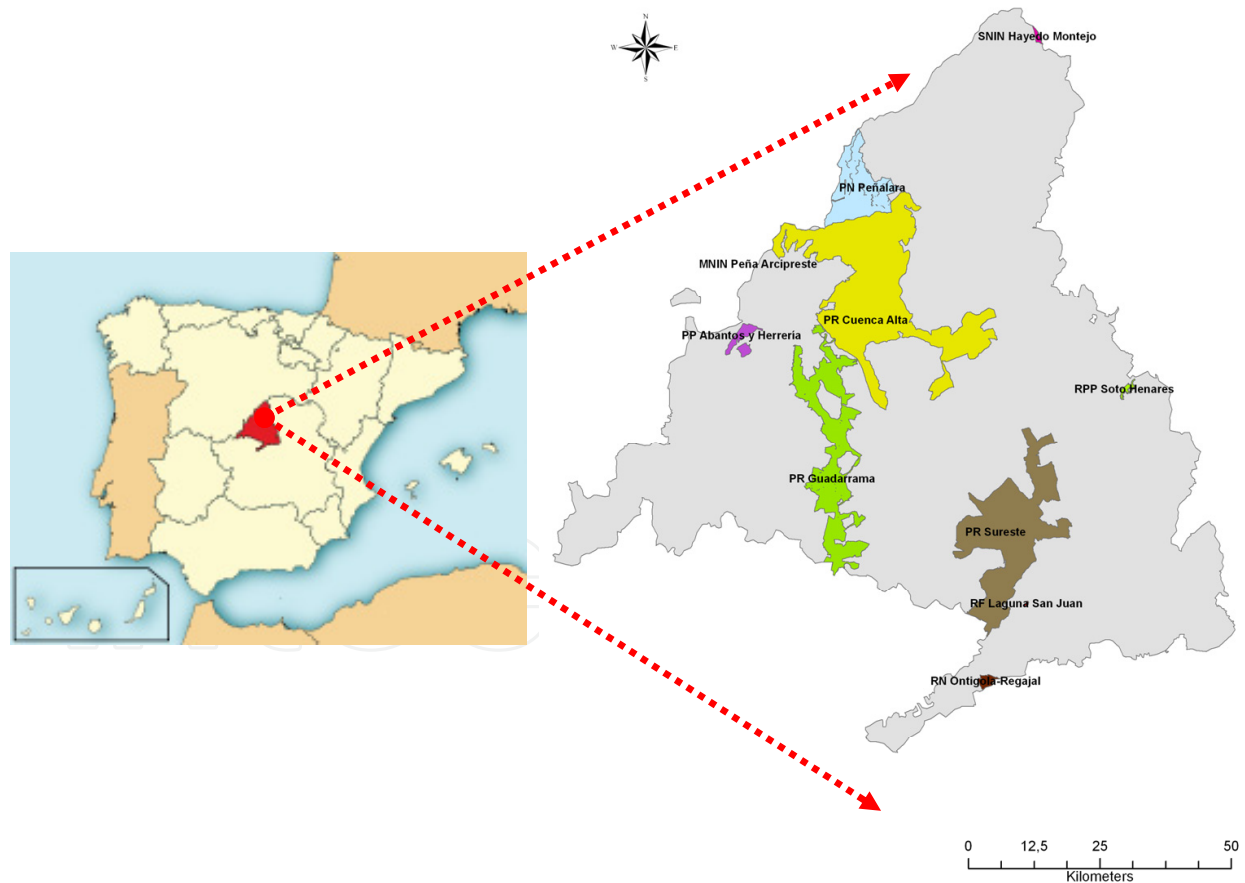 N
W E
S
SNIN Hayedo Montejo
PN Peñalara
MNIN Peña Arcipreste
PR Cuenca Alta
PP Abantos y Herreria
RPP Soto Henares
PR Guadarrama
PR Sureste
RF Laguna San Juan
RN Ontigola-Regajal
0 12,5 25 50
Kilometers